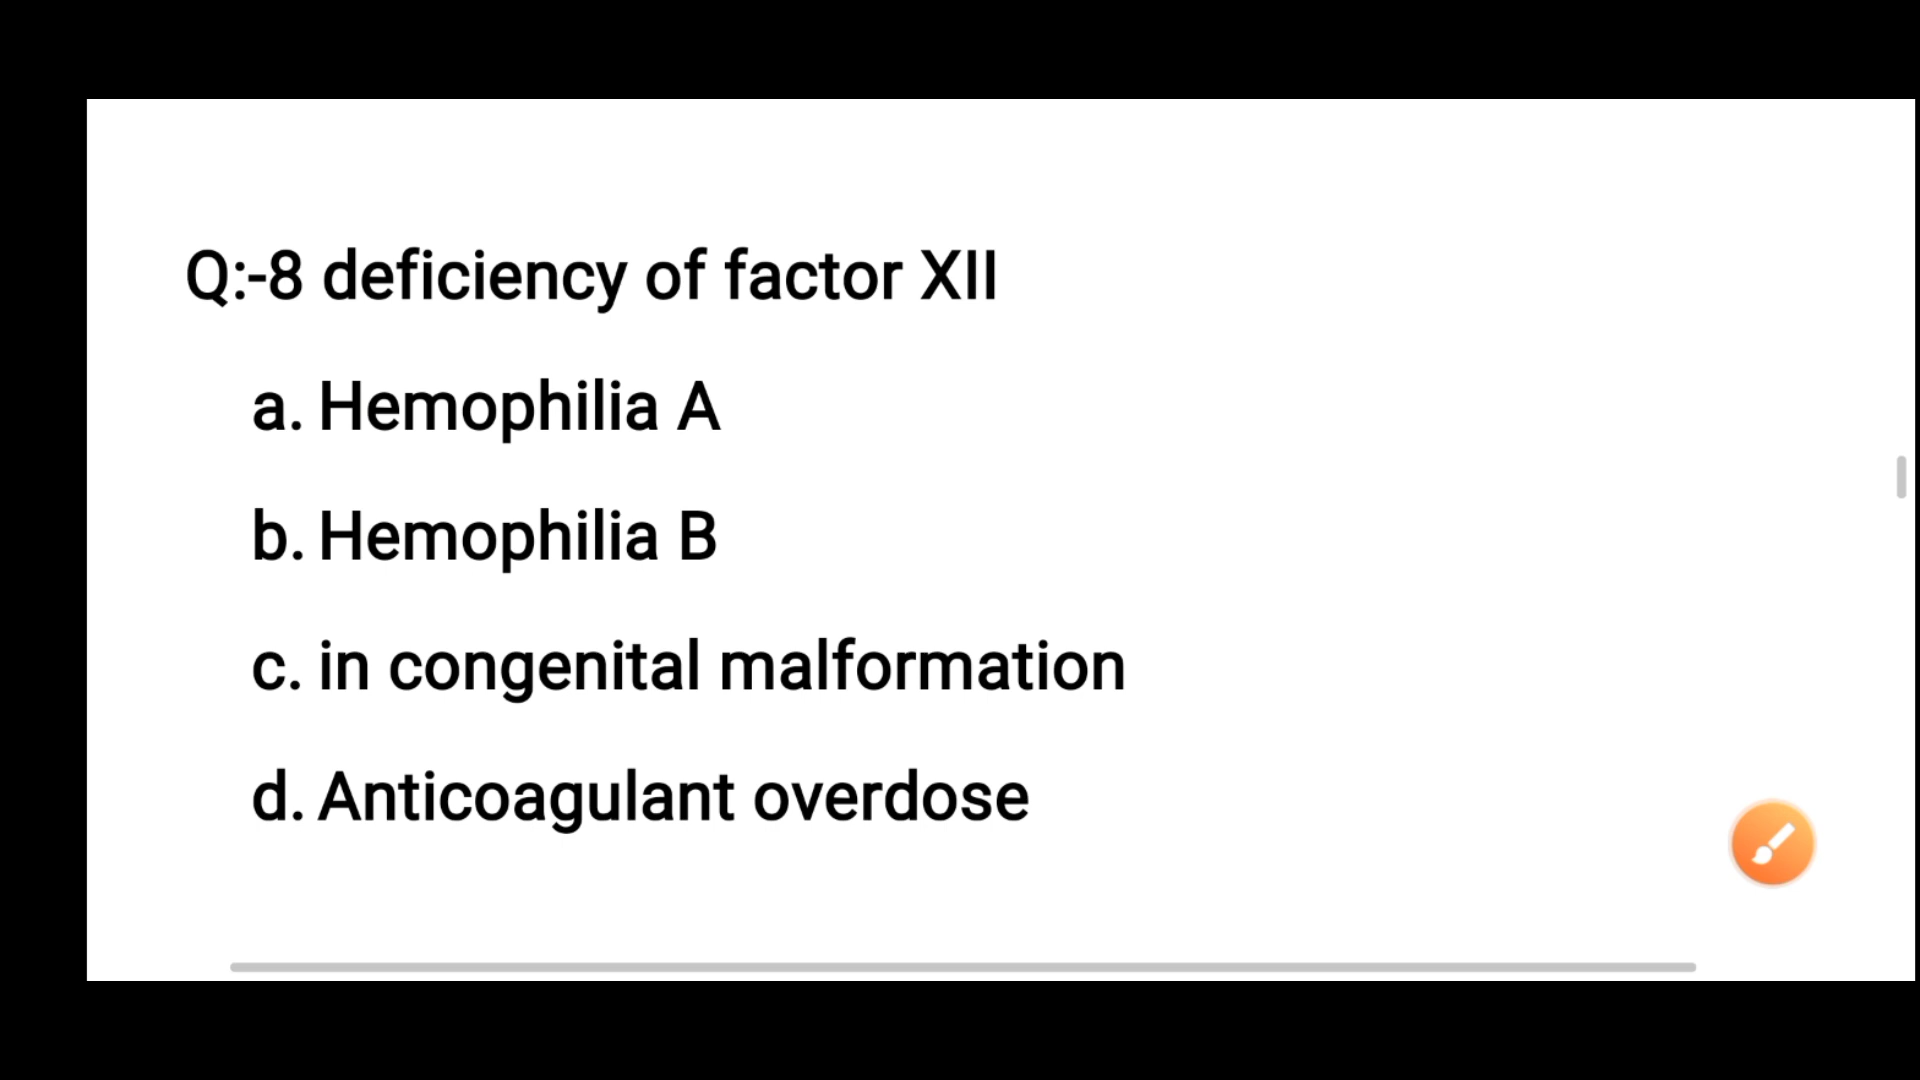 Q:-8 deficiency of factor XII
a. Hemophilia A
b. Hemophilia B
c. in congenital malformation
d. Anticoagulant overdose